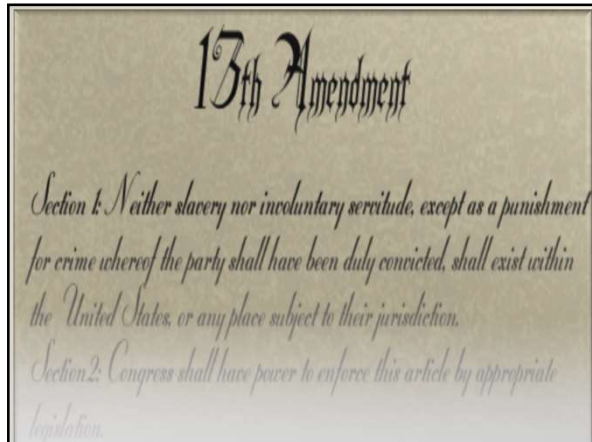 13th Amendment
Section 1: Neither slavery nor involuntary servitude, except as a punishment
for crime whereof the party shall have been duly convicted, shall exist within
the United States, or any place subject to their jurisdiction.
Section 2: Congress shall have power to enforce this article by appropriate
legislation.